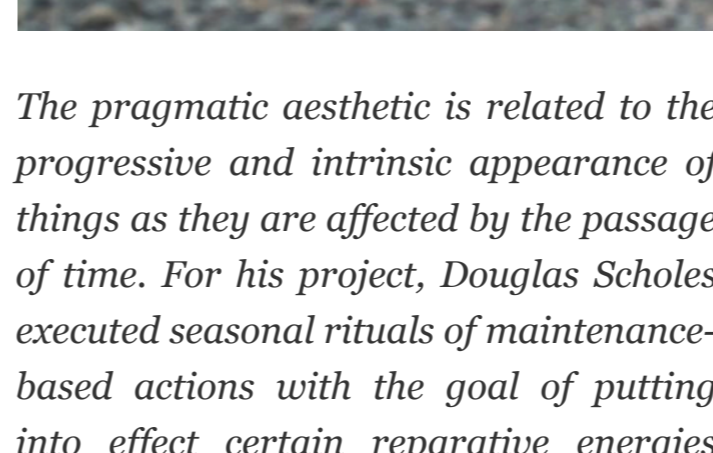 The pragmatic aesthetic is related to the
progressive and intrinsic appearance of
things as they are affected by the passage
of time. For his project, Douglas Scholes
executed seasonal rituals of maintenance-
based actions with the goal of putting
into effect certain reparative energies